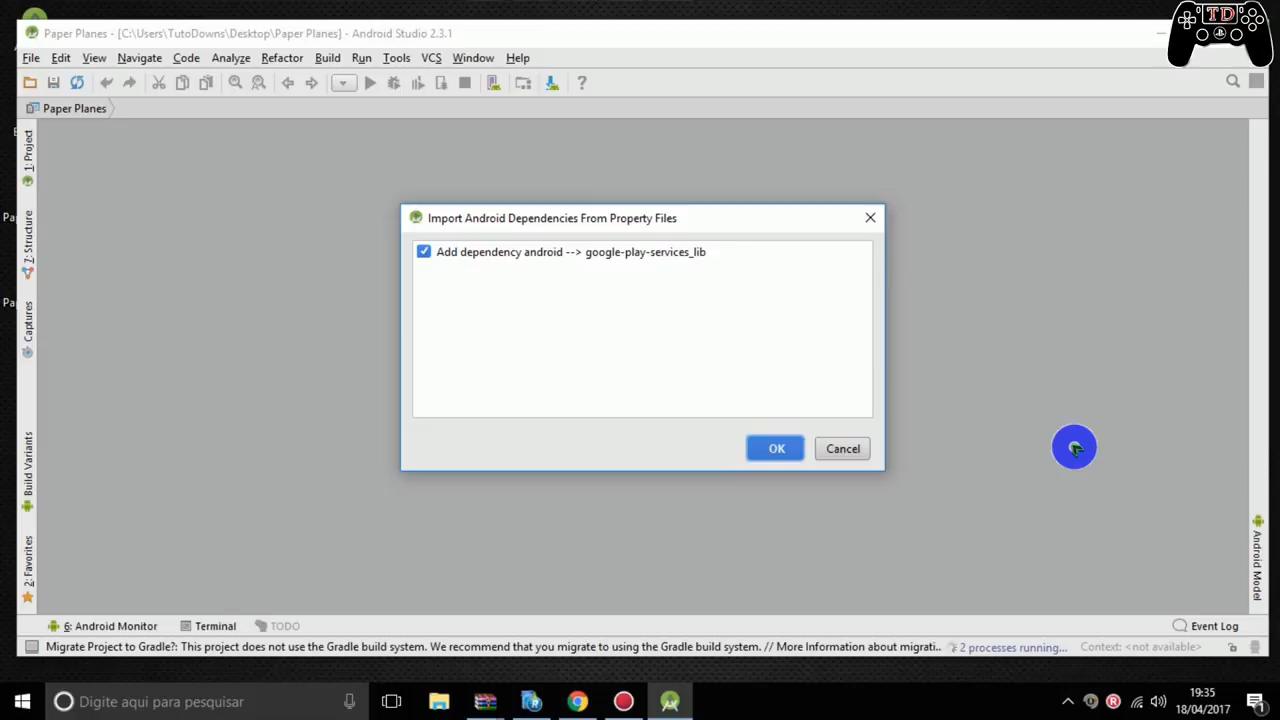 TD
Paper Planes - [C:\Users\TutoDowns\Desktop\Paper Planes] - Android Studio 2.3.1
File Edit View Navigate Code Analyze Refactor Build Run Tools VCS Window Help
Paper Planes
1: Project
7: Structure
Captures
Build Variants
2: Favorites
Import Android Dependencies From Property Files
Add dependency android --> google-play-services_lib
OK Cancel
Android Model
6: Android Monitor Terminal TODO Event Log
Migrate Project to Gradle?: This project does not use the Gradle build system. We recommend that you migrate to using the Gradle build system. // More Information about migrati.. 2 processes running... Context: <not available>
Digite aqui para pesquisar
19:35
18/04/2017